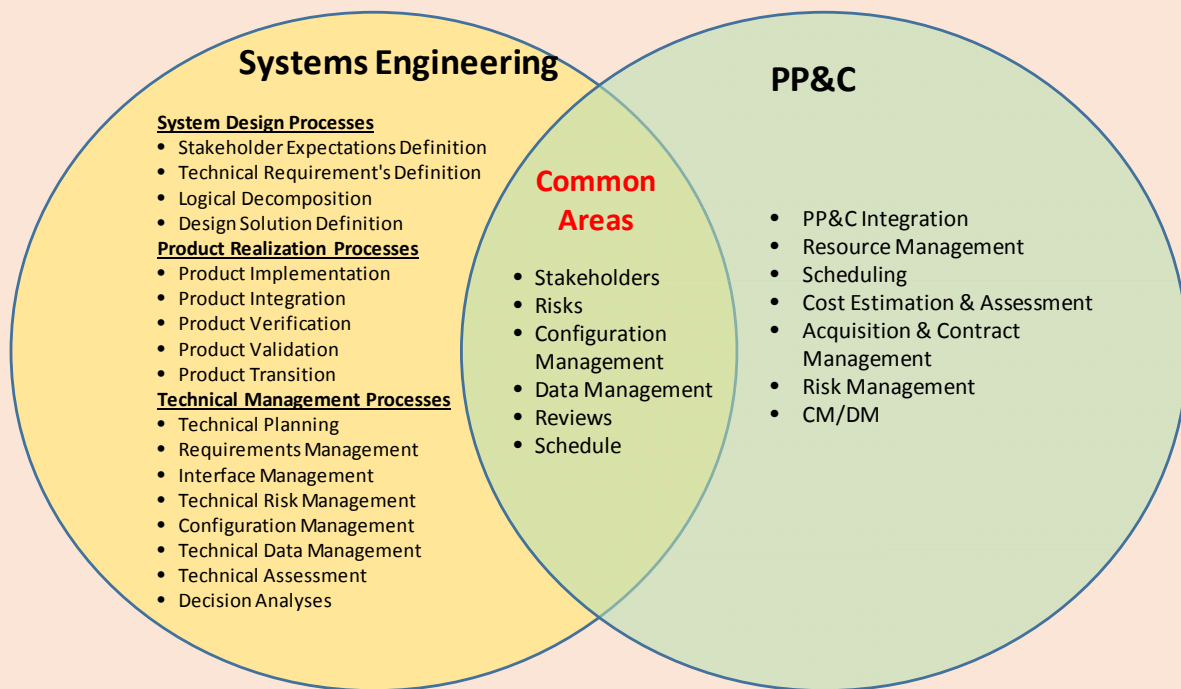 Systems Engineering
System Design Processes
• Stakeholder Expectations Definition
• Technical Requirement's Definition
• Logical Decomposition
• Design Solution Definition
Product Realization Processes
• Product Implementation
• Product Integration
• Product Verification
• Product Validation
• Product Transition
Technical Management Processes
• Technical Planning
• Requirements Management
• Interface Management
• Technical Risk Management
• Configuration Management
• Technical Data Management
• Technical Assessment
• Decision Analyses
Common
Areas
• Stakeholders
• Risks
• Configuration
Management
• Data Management
• Reviews
• Schedule
PP&C
• PP&C Integration
• Resource Management
• Scheduling
• Cost Estimation & Assessment
• Acquisition & Contract
Management
• Risk Management
• CM/DM